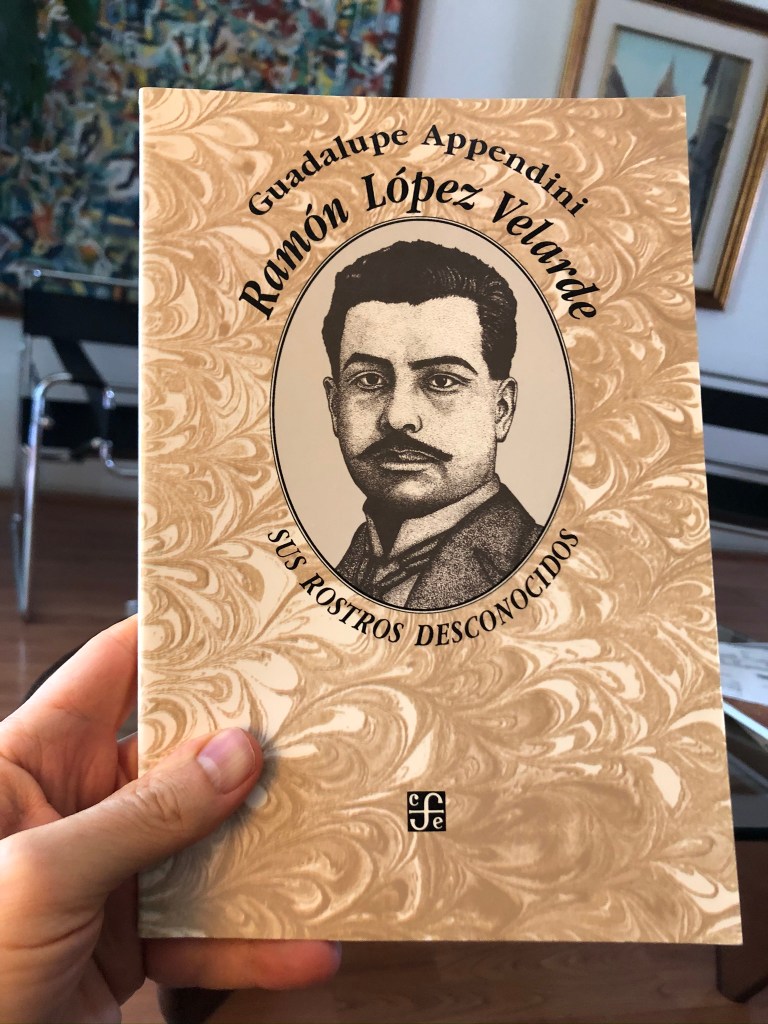 Guadalupe Appendini
Ramón López Velarde
SUS ROSTROS DESCONOCIDOS
cfe